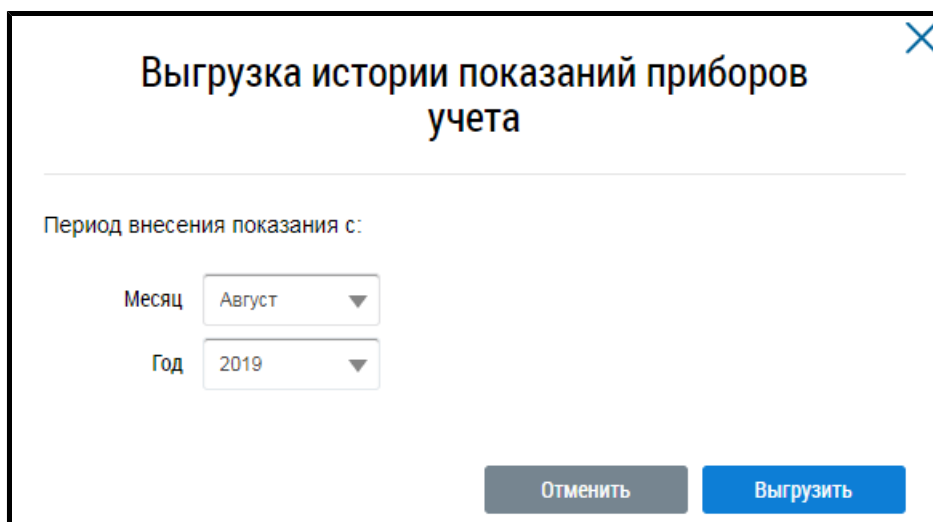 Выгрузка истории показаний приборов
учета
Период внесения показания с:
Месяц Август
Год 2019
Отменить Выгрузить